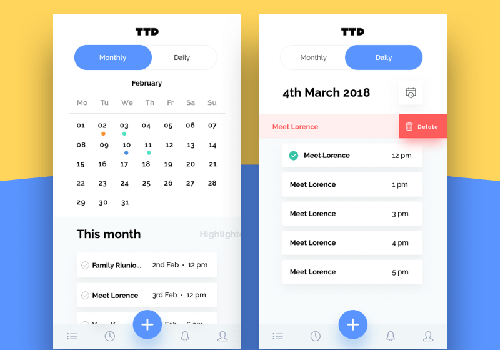 TTD
Monthly Daily
February
Mo Tu We Th Fr Sa Su
01 02 03 04 05 06 07
08 09 10 11 12 13 14
15 16 17 18 19 20 21
22 23 24 25 26 27 28
29 30 31
This month Highlights
Family Riunio... 2nd Feb • 12 pm
Meet Lorence 3rd Feb • 12 pm
TTD
Monthly Daily
4th March 2018
Meet Lorence Delete
Meet Lorence 12 pm
Meet Lorence 1 pm
Meet Lorence 3 pm
Meet Lorence 4 pm
Meet Lorence 5 pm